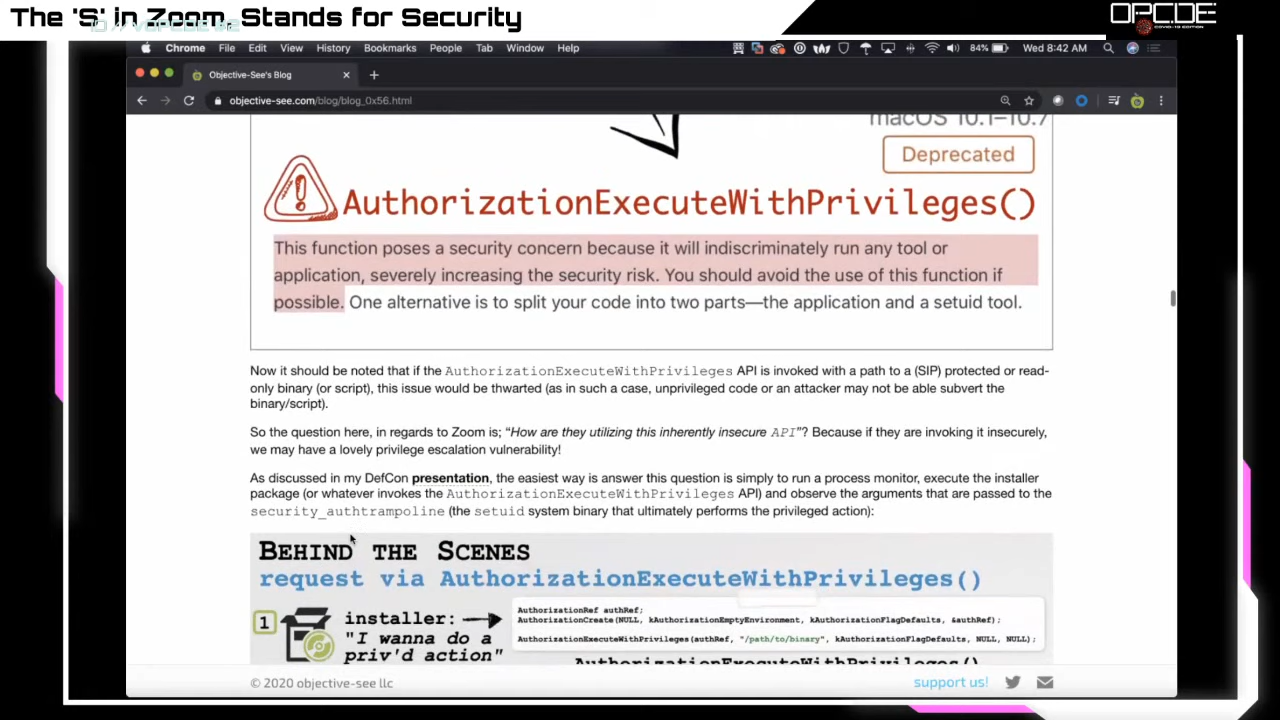 The 'S' in Zoom, Stands for Security
OPCDE
COVID-19 EDITION
Chrome File Edit View History Bookmarks People Tab Window Help 84% Wed 8:42 AM
Objective-See's Blog
objective-see.com/blog/blog_0x56.html
macOS 10.1–10.7
Deprecated
AuthorizationExecuteWithPrivileges()
This function poses a security concern because it will indiscriminately run any tool or
application, severely increasing the security risk. You should avoid the use of this function if
possible. One alternative is to split your code into two parts—the application and a setuid tool.
Now it should be noted that if the AuthorizationExecuteWithPrivileges API is invoked with a path to a (SIP) protected or read-
only binary (or script), this issue would be thwarted (as in such a case, unprivileged code or an attacker may not be able subvert the
binary/script).
So the question here, in regards to Zoom is; “How are they utilizing this inherently insecure API”? Because if they are invoking it insecurely,
we may have a lovely privilege escalation vulnerability!
As discussed in my DefCon presentation, the easiest way is answer this question is simply to run a process monitor, execute the installer
package (or whatever invokes the AuthorizationExecuteWithPrivileges API) and observe the arguments that are passed to the
security_authtrampoline (the setuid system binary that ultimately performs the privileged action):
BEHIND THE SCENES
request via AuthorizationExecuteWithPrivileges()
1
installer:
"I wanna do a
priv'd action"
AuthorizationRef authRef;
AuthorizationCreate(NULL, kAuthorizationEmptyEnvironment, kAuthorizationFlagDefaults, &authRef);
AuthorizationExecuteWithPrivileges(authRef, "/path/to/binary", kAuthorizationFlagDefaults, NULL, NULL);
AuthorizationExecuteWithPrivileges()
© 2020 objective-see llc
support us!